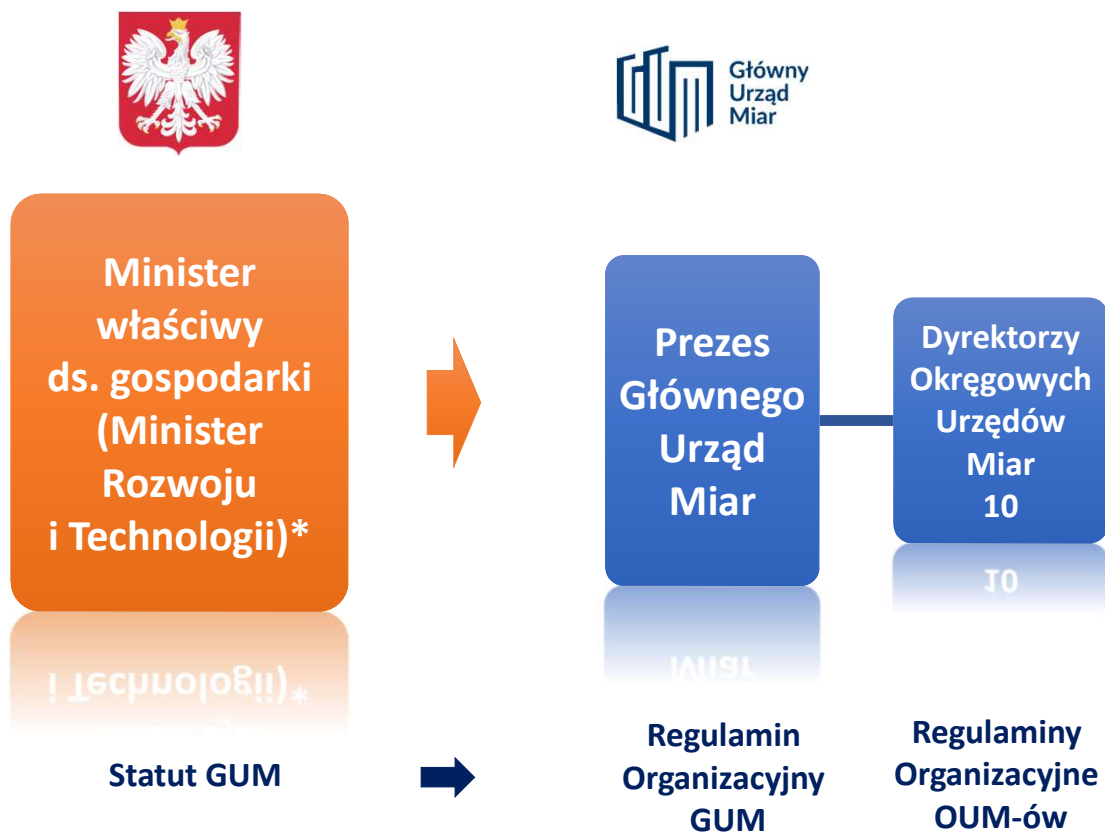 Główny
Urząd
Miar
Minister
właściwy
ds. gospodarki
(Minister
Rozwoju
i Technologii)*
Prezes
Głównego
Urząd
Miar
Dyrektorzy
Okręgowych
Urzędów
Miar
10
Statut GUM
Regulamin
Organizacyjny
GUM
Regulaminy
Organizacyjne
OUM-ów